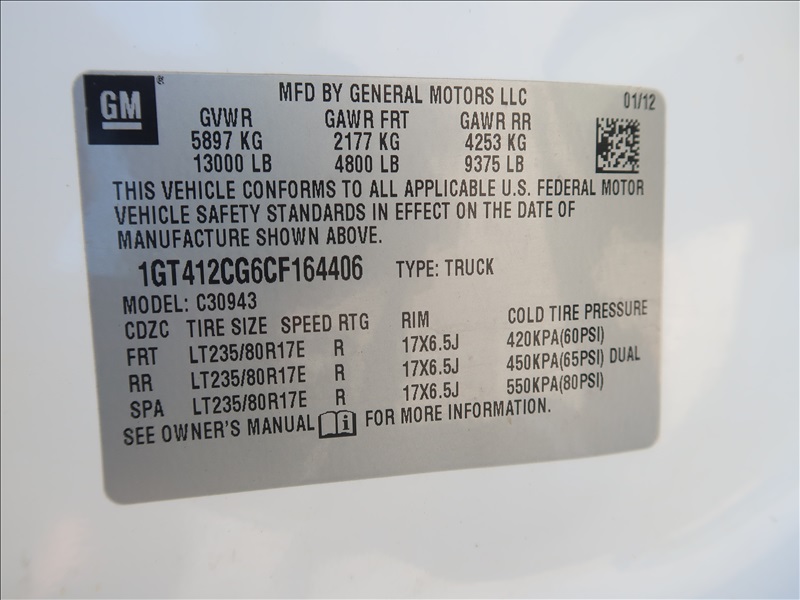 GM
MFD BY GENERAL MOTORS LLC 01/12
GVWR GAWR FRT GAWR RR
5897 KG 2177 KG 4253 KG
13000 LB 4800 LB 9375 LB
THIS VEHICLE CONFORMS TO ALL APPLICABLE U.S. FEDERAL MOTOR
VEHICLE SAFETY STANDARDS IN EFFECT ON THE DATE OF
MANUFACTURE SHOWN ABOVE.
1GT412CG6CF164406 TYPE: TRUCK
MODEL: C30943
CDZC TIRE SIZE SPEED RTG RIM COLD TIRE PRESSURE
FRT LT235/80R17E R 17X6.5J 420KPA(60PSI)
RR LT235/80R17E R 17X6.5J 450KPA(65PSI) DUAL
SPA LT235/80R17E R 17X6.5J 550KPA(80PSI)
SEE OWNER'S MANUAL i FOR MORE INFORMATION.